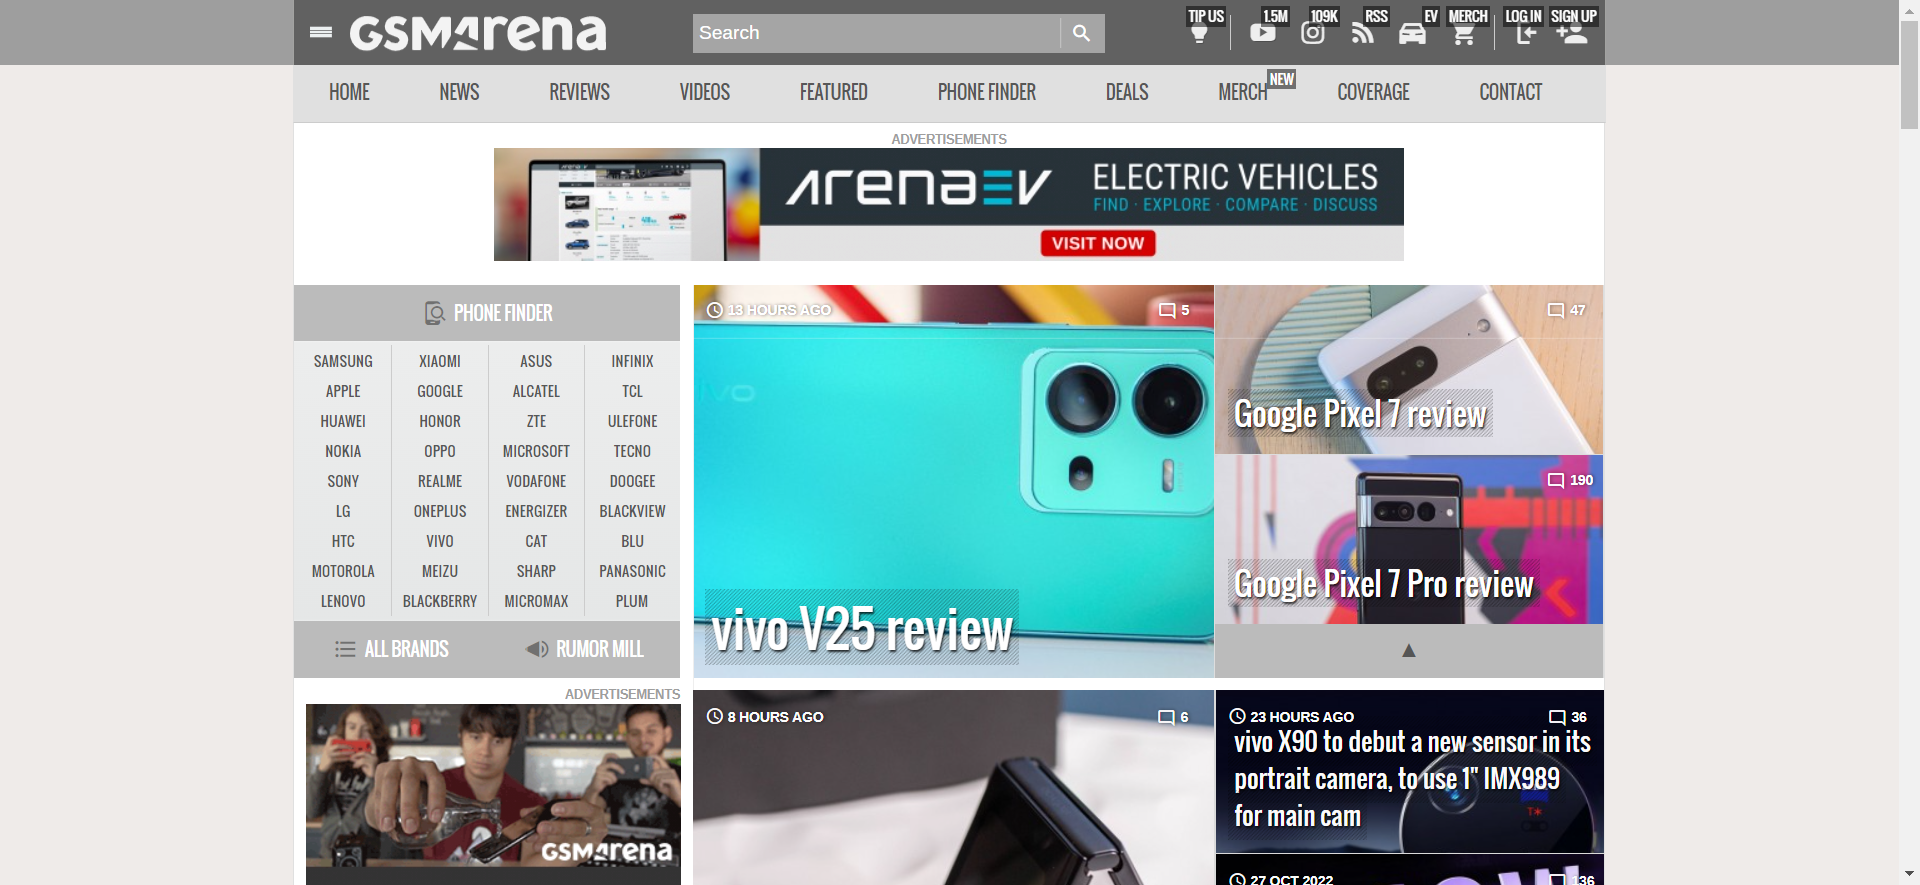 GSMArena
Search
TIP US
1.5M
109K
RSS
EV
MERCH
LOG IN
SIGN UP
HOME
NEWS
REVIEWS
VIDEOS
FEATURED
PHONE FINDER
DEALS
MERCH
NEW
COVERAGE
CONTACT
ADVERTISEMENTS
ArenaEV
ELECTRIC VEHICLES
FIND · EXPLORE · COMPARE · DISCUSS
VISIT NOW
PHONE FINDER
SAMSUNG XIAOMI ASUS INFINIX
APPLE GOOGLE ALCATEL TCL
HUAWEI HONOR ZTE ULEFONE
NOKIA OPPO MICROSOFT TECNO
SONY REALME VODAFONE DOOGEE
LG ONEPLUS ENERGIZER BLACKVIEW
HTC VIVO CAT BLU
MOTOROLA MEIZU SHARP PANASONIC
LENOVO BLACKBERRY MICROMAX PLUM
ALL BRANDS
RUMOR MILL
13 HOURS AGO
5
vivo
vivo V25 review
47
Google Pixel 7 review
190
Google Pixel 7 Pro review
▲
ADVERTISEMENTS
GSMArena
8 HOURS AGO
6
23 HOURS AGO
36
vivo X90 to debut a new sensor in its
portrait camera, to use 1" IMX989
for main cam
27 OCT 2022
136